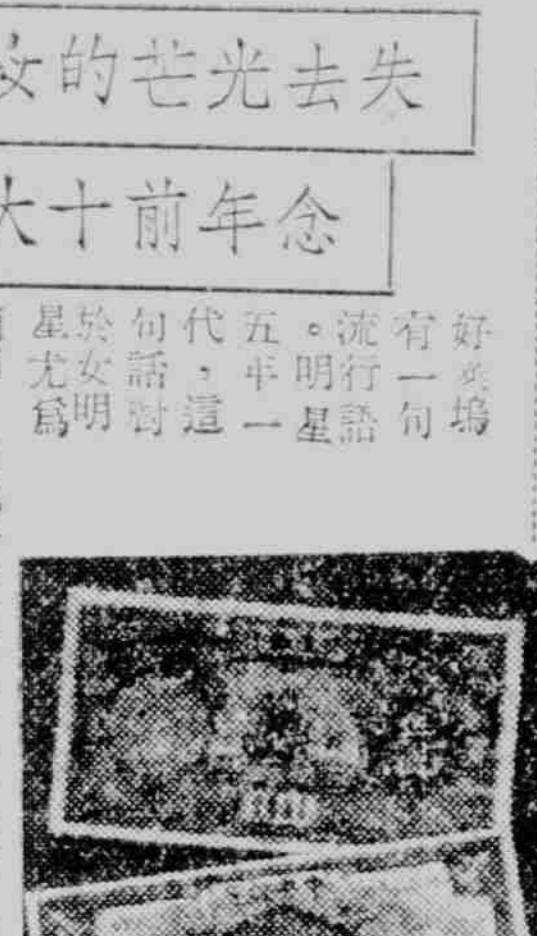 失去光芒的女
念年前十大
好萊塢
有一句
流行語
。明星
五年一
代，這
句話對
於女明
星尤爲